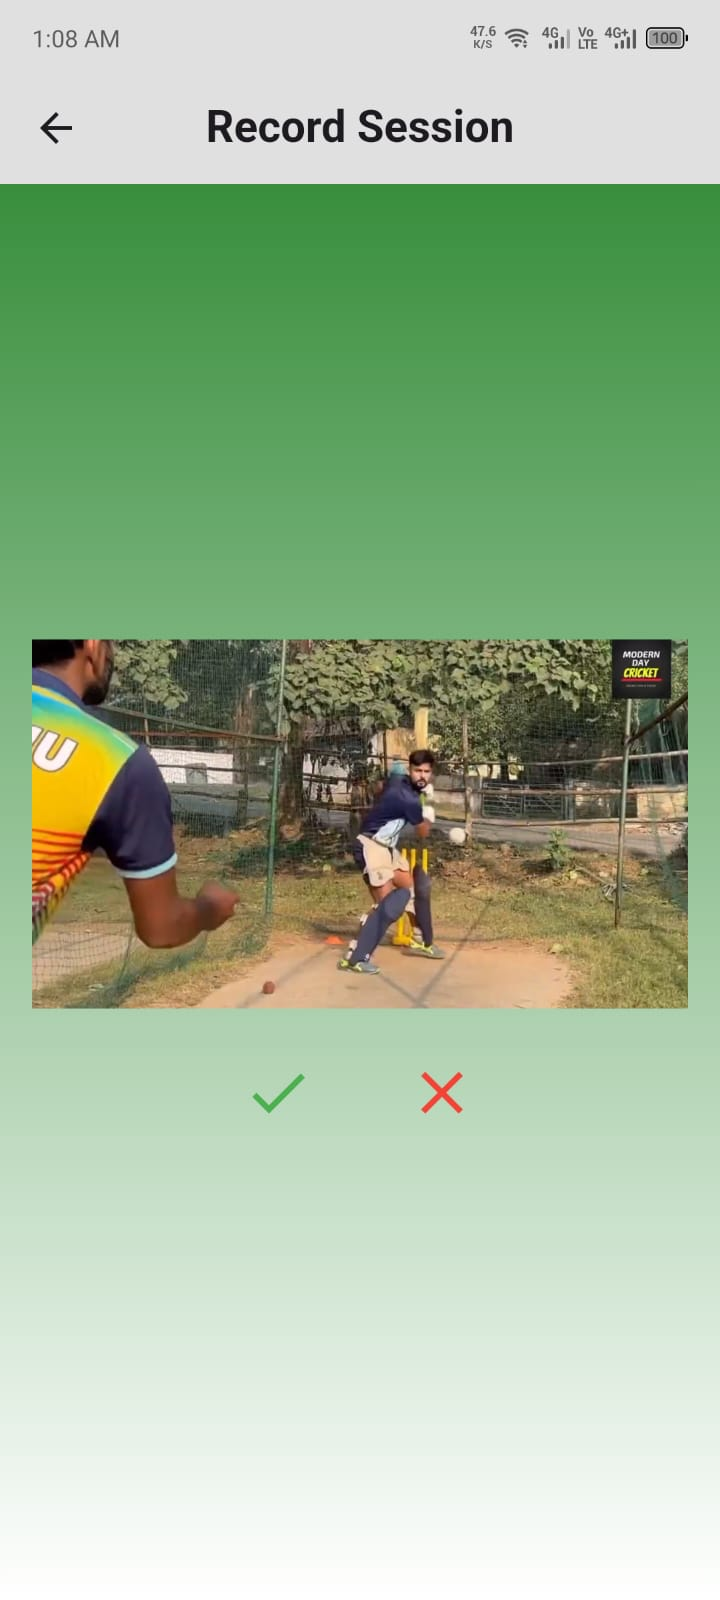 1:08 AM
47.6
K/S
4G
Vo
LTE
4G+
100
Record Session
MODERN
DAY
CRICKET